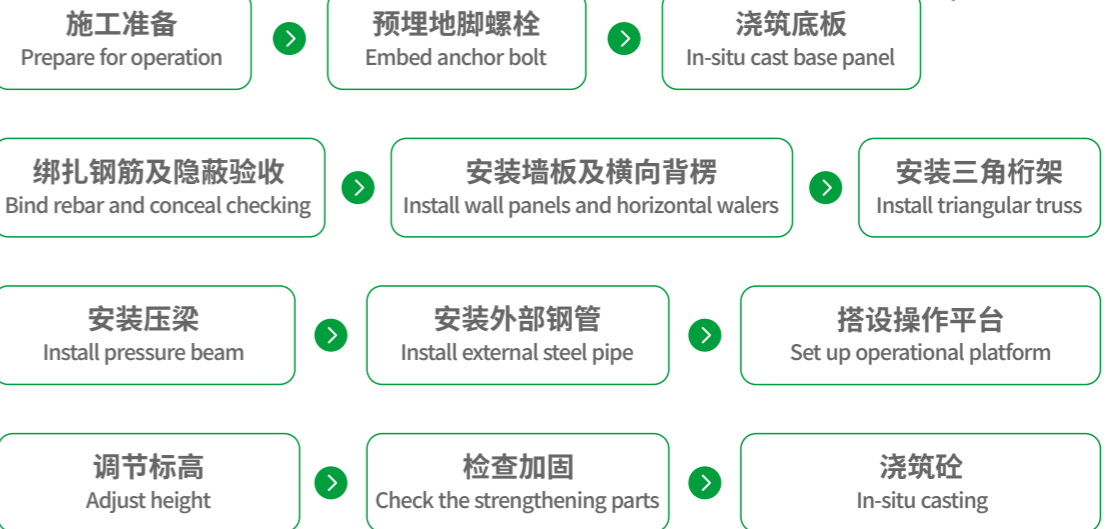 施工准备
Prepare for operation
预埋地脚螺栓
Embed anchor bolt
浇筑底板
In-situ cast base panel
绑扎钢筋及隐蔽验收
Bind rebar and conceal checking
安装墙板及横向背楞
Install wall panels and horizontal walers
安装三角桁架
Install triangular truss
安装压梁
Install pressure beam
安装外部钢管
Install external steel pipe
搭设操作平台
Set up operational platform
调节标高
Adjust height
检查加固
Check the strengthening parts
浇筑砼
In-situ casting